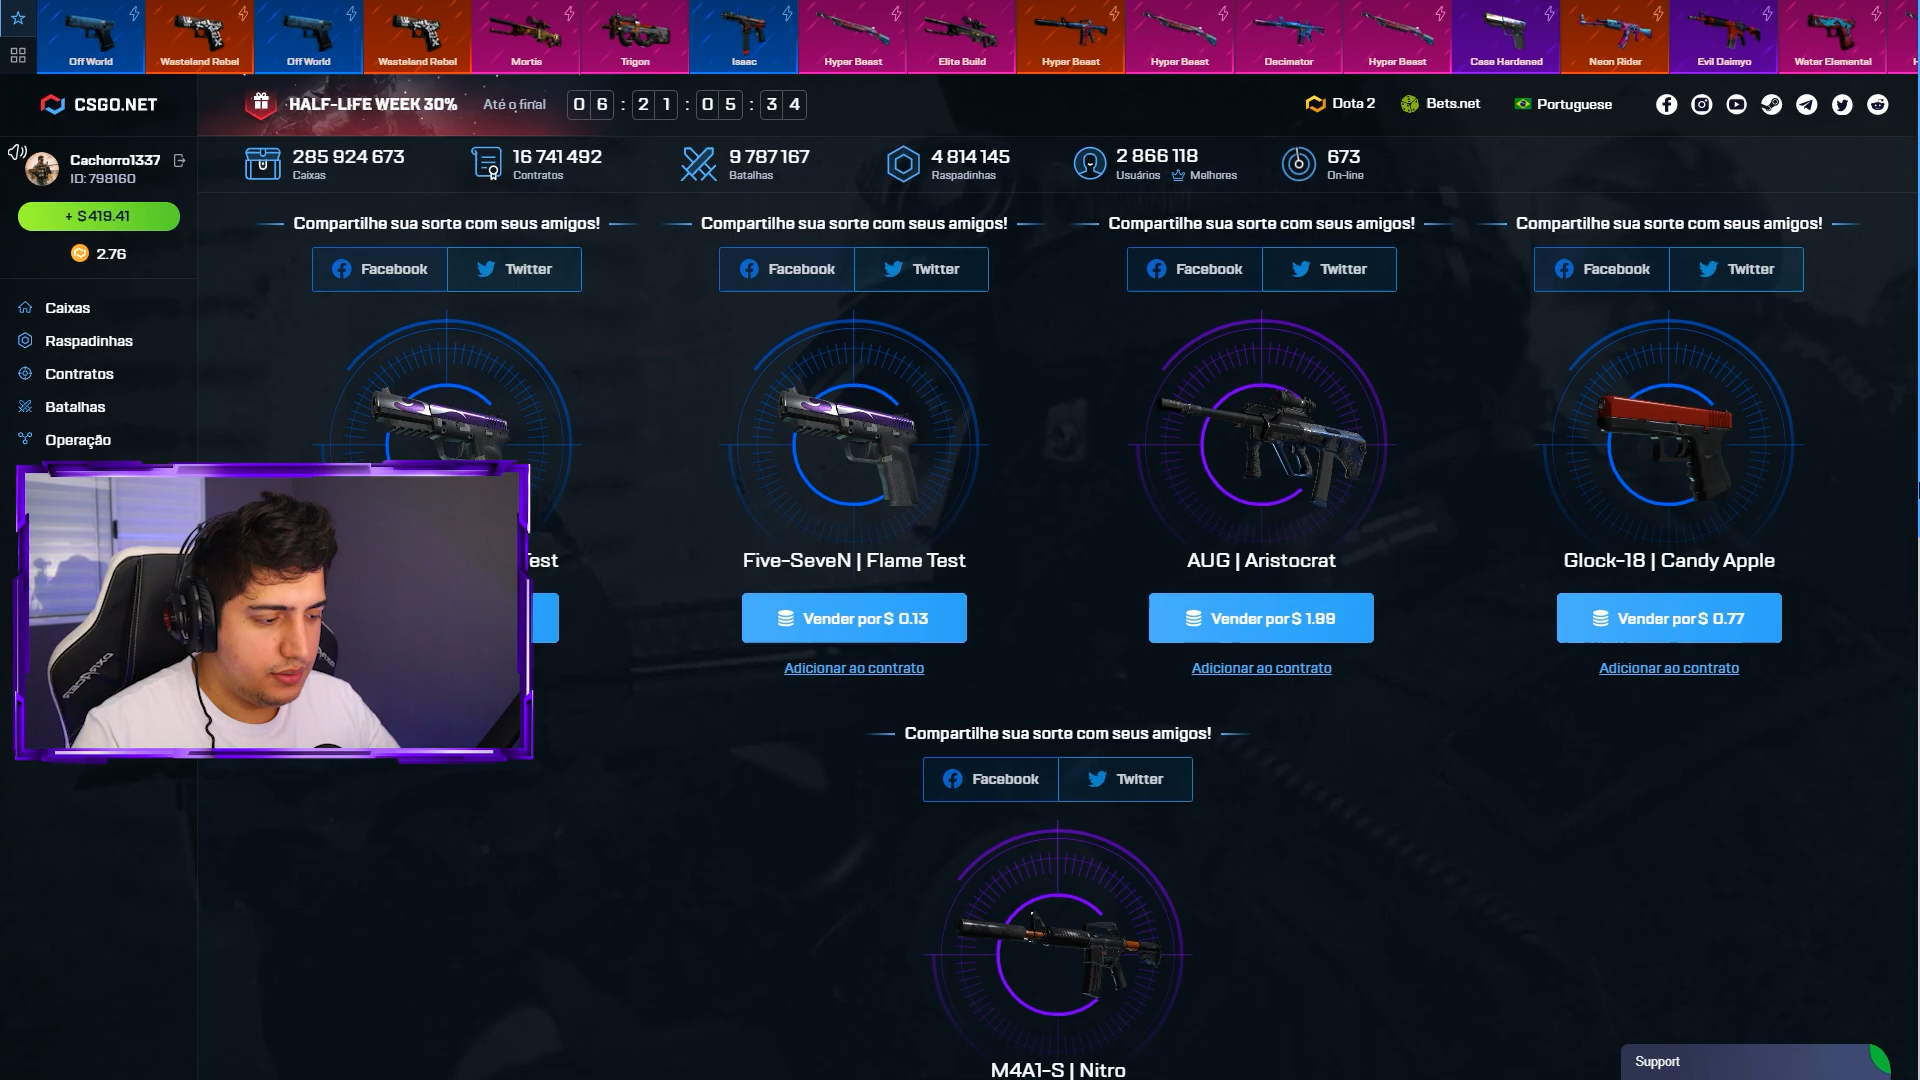 Off World
Wasteland Rebel
Off World
Wasteland Rebel
Mortis
Trigon
Isaac
Hyper Beast
Elite Build
Hyper Beast
Hyper Beast
Decimator
Hyper Beast
Case Hardened
Neon Rider
Evil Daimyo
Water Elemental
CSGO.NET
HALF-LIFE WEEK 30%
Até o final
06:21:05:34
Dota 2
Bets.net
Portuguese
Cachorro1337
ID: 798160
+ $ 419.41
2.76
285 924 673
Caixas
16 741 492
Contratos
9 787 167
Batalhas
4 814 145
Raspadinhas
2 866 118
Usuários
Melhores
673
On-line
Caixas
Raspadinhas
Contratos
Batalhas
Operação
Compartilhe sua sorte com seus amigos!
Facebook
Twitter
est
Compartilhe sua sorte com seus amigos!
Facebook
Twitter
Five-SeveN | Flame Test
Vender por $ 0.13
Adicionar ao contrato
Compartilhe sua sorte com seus amigos!
Facebook
Twitter
AUG | Aristocrat
Vender por $ 1.99
Adicionar ao contrato
Compartilhe sua sorte com seus amigos!
Facebook
Twitter
Glock-18 | Candy Apple
Vender por $ 0.77
Adicionar ao contrato
Compartilhe sua sorte com seus amigos!
Facebook
Twitter
M4A1-S | Nitro
Support